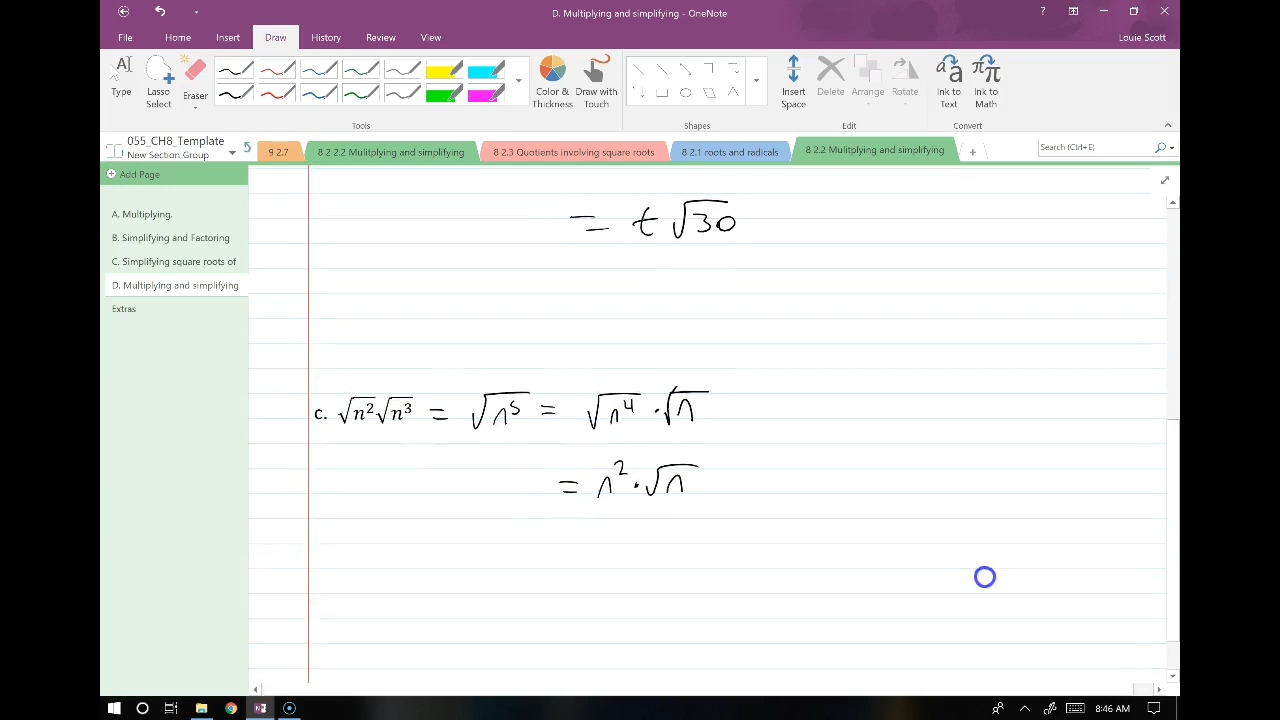 D. Multiplying and simplifying - OneNote
Louie Scott
File Home Insert Draw History Review View
Type
Lasso Select
Eraser
Color & Thickness
Draw with Touch
Insert Space
Delete
Arrange
Rotate
Ink to Text
Ink to Math
Tools Shapes Edit Convert
055_CH8_Template
New Section Group
9 2.7
8 2.2.2 Mulitplying and simplifying
8 2.3 Quotients involving square roots
8 2.1 roots and radicals
8 2.2 Mulitplying and simplifying
Search (Ctrl+E)
Add Page
A. Multiplying.
B. Simplifying and Factoring
C. Simplifying square roots of
D. Multiplying and simplifying
Extras
= t √30
c. √n² √n³ = √n⁵ = √n⁴ · √n
= n² · √n
8:46 AM